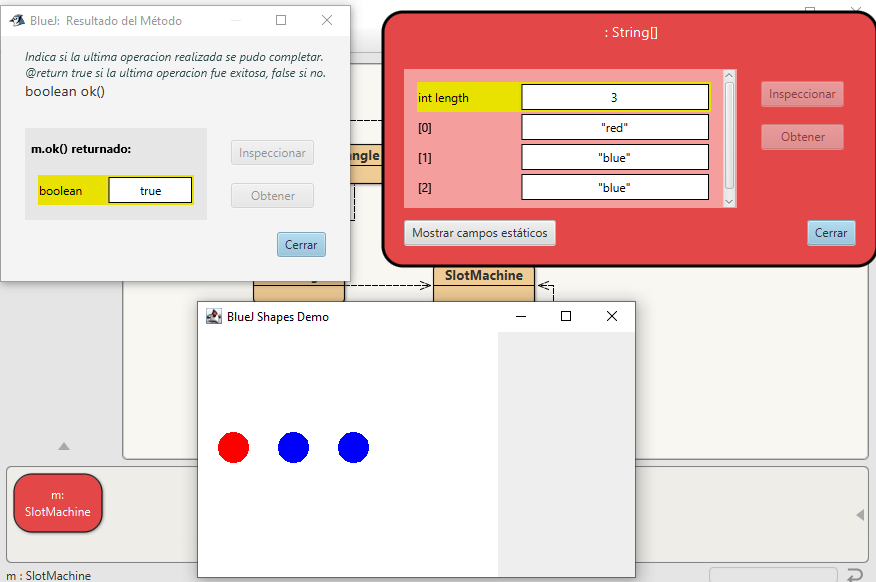 BlueJ: Resultado del Método
Indica si la ultima operacion realizada se pudo completar.
@return true si la ultima operacion fue exitosa, false si no.
boolean ok()
m.ok() returnado:
boolean
true
Inspeccionar
Obtener
Cerrar
: String[]
int length
3
[0]
"red"
[1]
"blue"
[2]
"blue"
Inspeccionar
Obtener
Mostrar campos estáticos
Cerrar
angle
SlotMachine
BlueJ Shapes Demo
m:
SlotMachine
m : SlotMachine